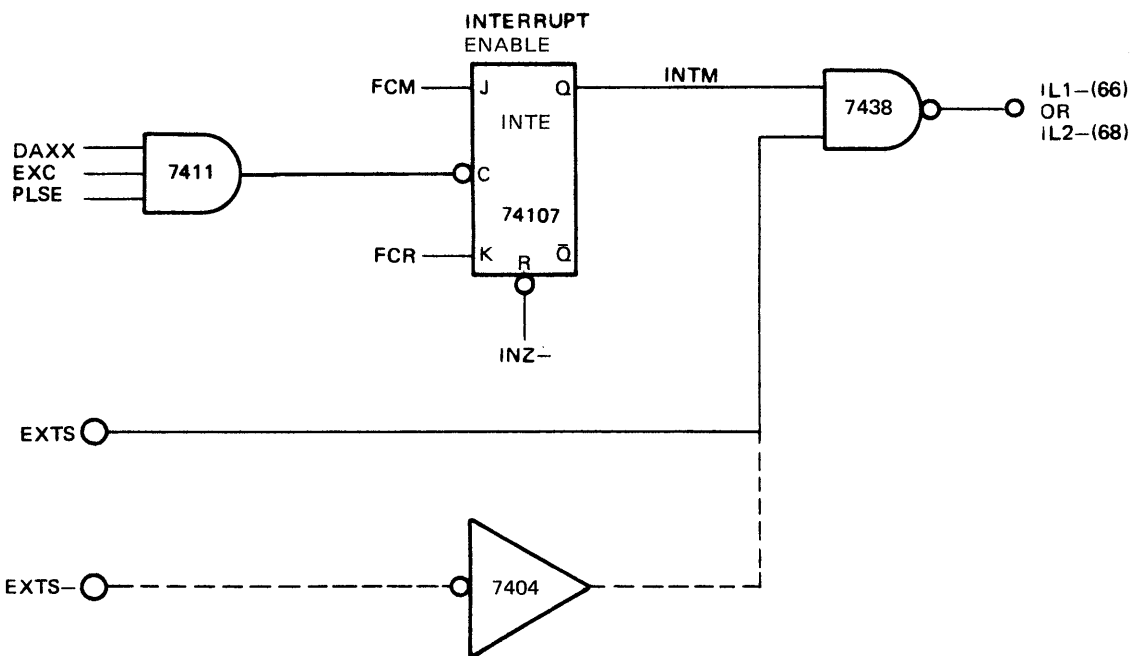 INTERRUPT
ENABLE
FCM
J
Q
INTM
IL1–(66)
OR
IL2–(68)
7438
INTE
DAXX
EXC
PLSE
7411
C
74107
FCR
K
R
Q̅
INZ–
EXTS
EXTS–
7404